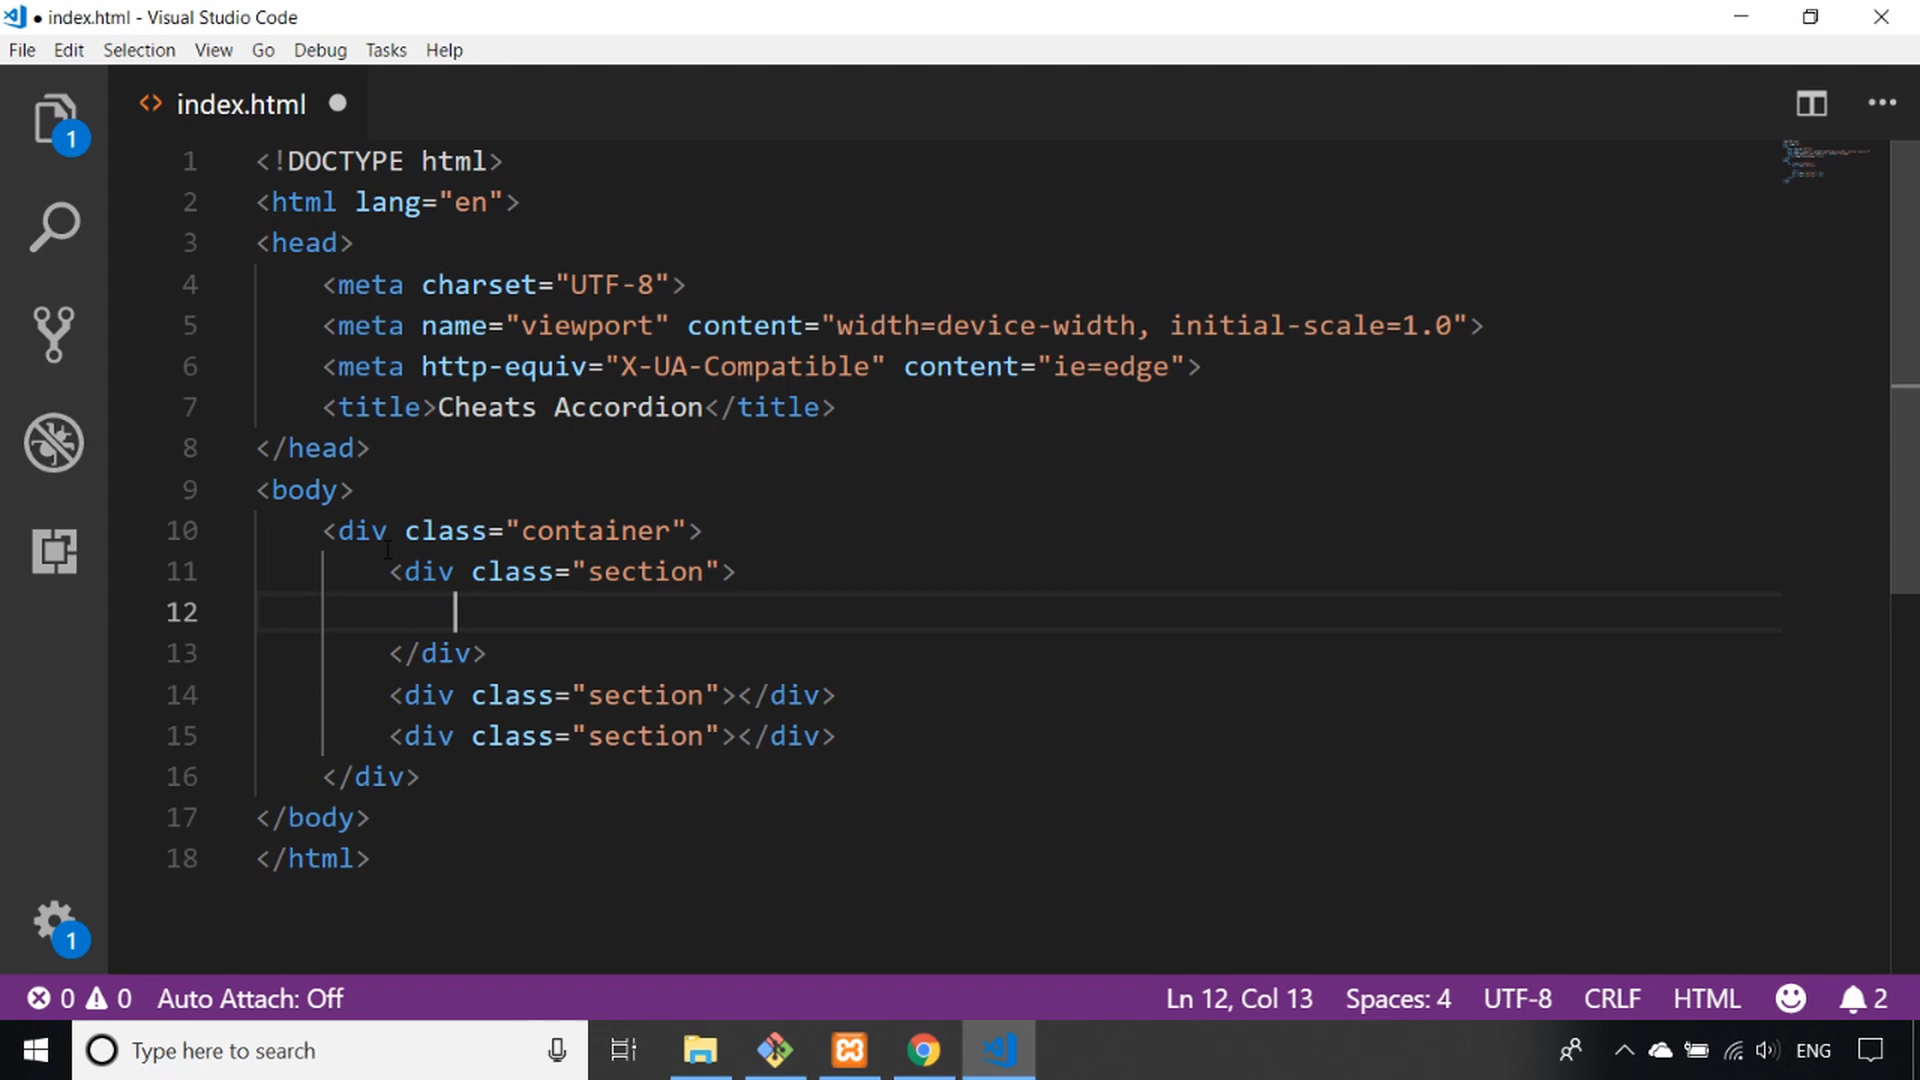 index.html - Visual Studio Code
File Edit Selection View Go Debug Tasks Help
index.html
1
1 <!DOCTYPE html>
2 <html lang="en">
3 <head>
4 <meta charset="UTF-8">
5 <meta name="viewport" content="width=device-width, initial-scale=1.0">
6 <meta http-equiv="X-UA-Compatible" content="ie=edge">
7 <title>Cheats Accordion</title>
8 </head>
9 <body>
10 <div class="container">
11 <div class="section">
12
13 </div>
14 <div class="section"></div>
15 <div class="section"></div>
16 </div>
17 </body>
18 </html>
1
0 0 Auto Attach: Off Ln 12, Col 13 Spaces: 4 UTF-8 CRLF HTML 2
Type here to search ENG